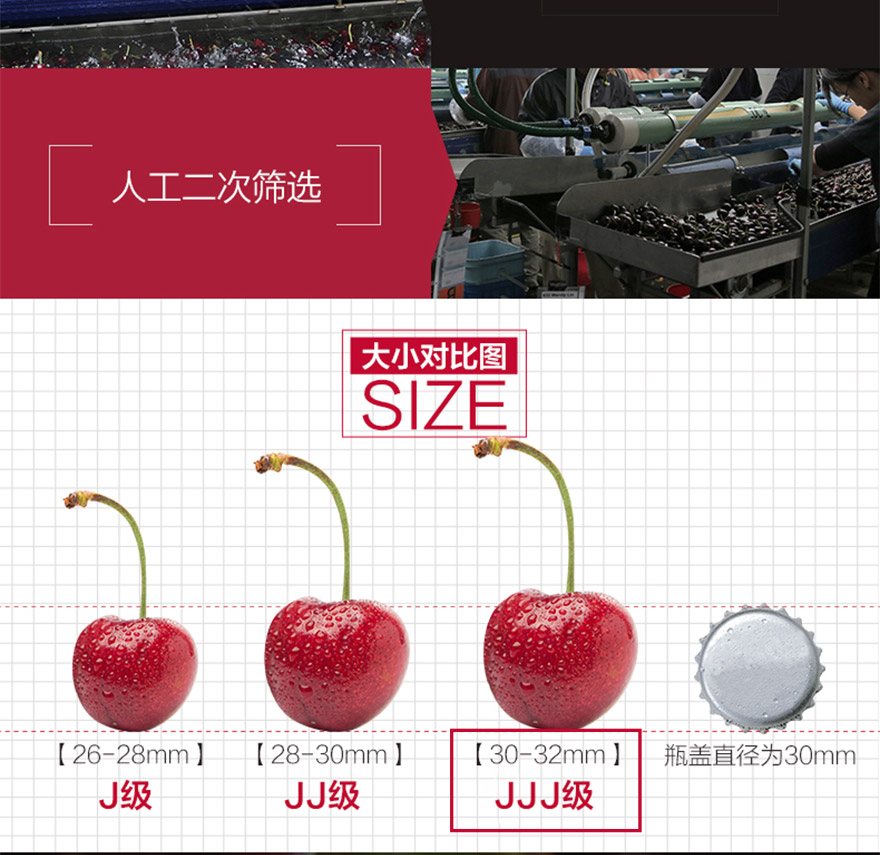 人工二次筛选
大小对比图
SIZE
【 26-28mm 】
J级
【 28-30mm 】
JJ级
【 30-32mm 】
JJJ级
瓶盖直径为30mm